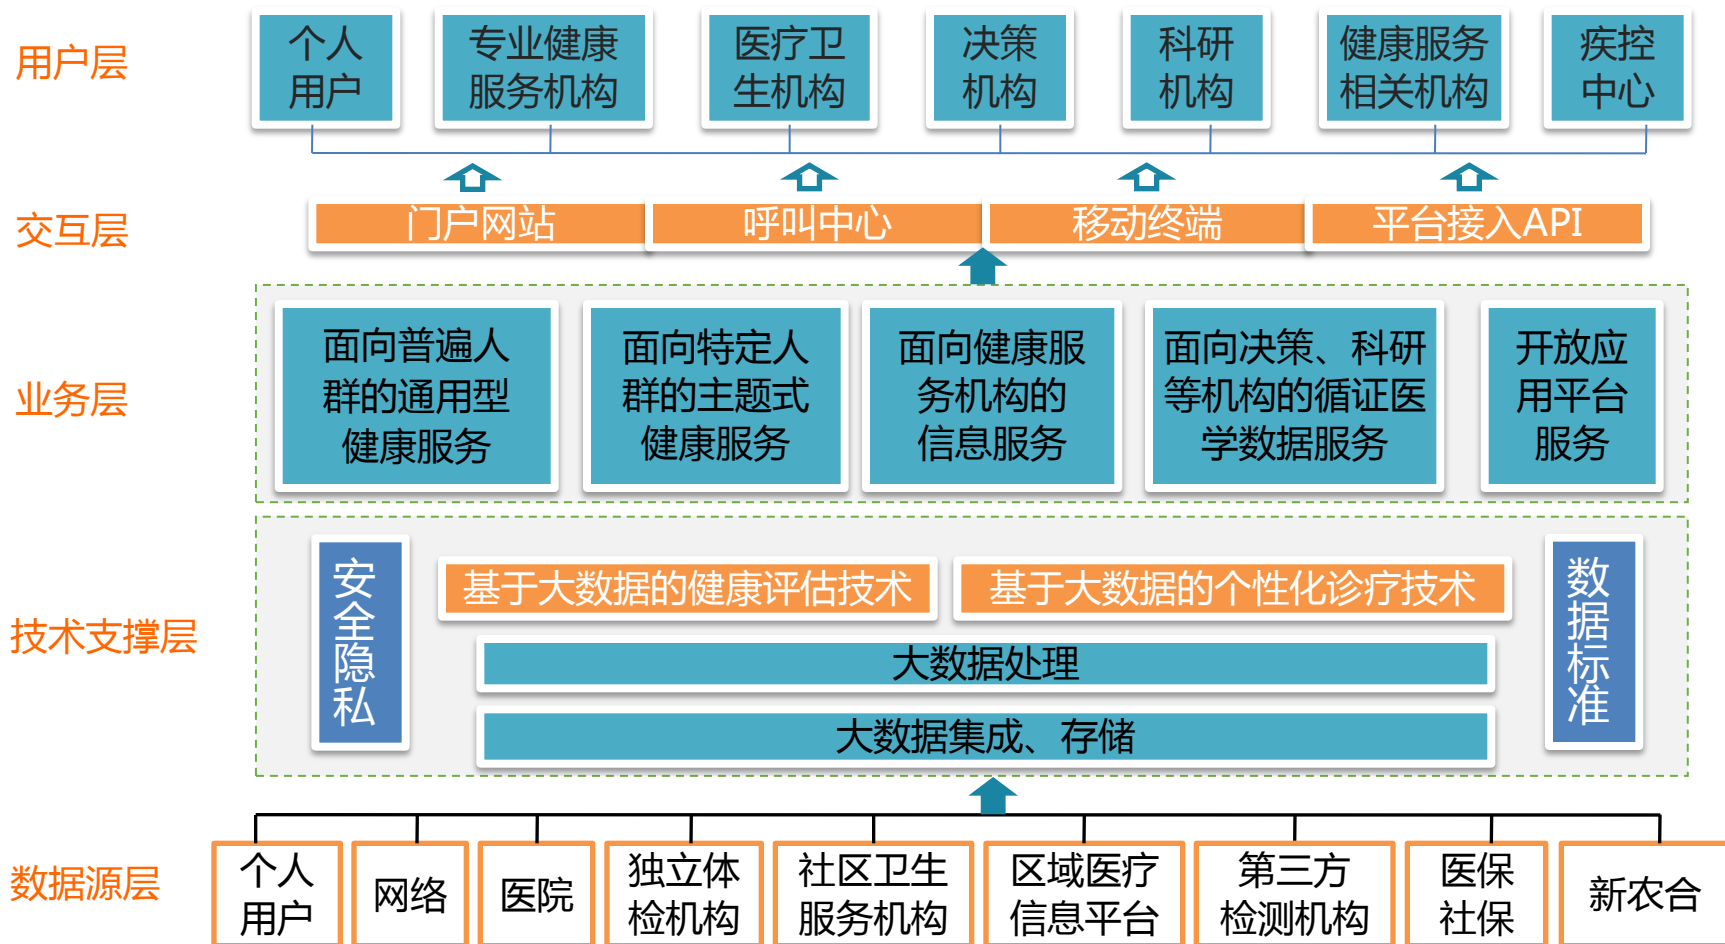 用户层
个人
用户
专业健康
服务机构
医疗卫
生机构
决策
机构
科研
机构
健康服务
相关机构
疾控
中心
交互层
门户网站
呼叫中心
移动终端
平台接入API
业务层
面向普遍人
群的通用型
健康服务
面向特定人
群的主题式
健康服务
面向健康服
务机构的
信息服务
面向决策、科研
等机构的循证医
学数据服务
开放应
用平台
服务
技术支撑层
安全隐私
基于大数据的健康评估技术
基于大数据的个性化诊疗技术
大数据处理
大数据集成、存储
数据标准
数据源层
个人
用户
网络
医院
独立体
检机构
社区卫生
服务机构
区域医疗
信息平台
第三方
检测机构
医保
社保
新农合